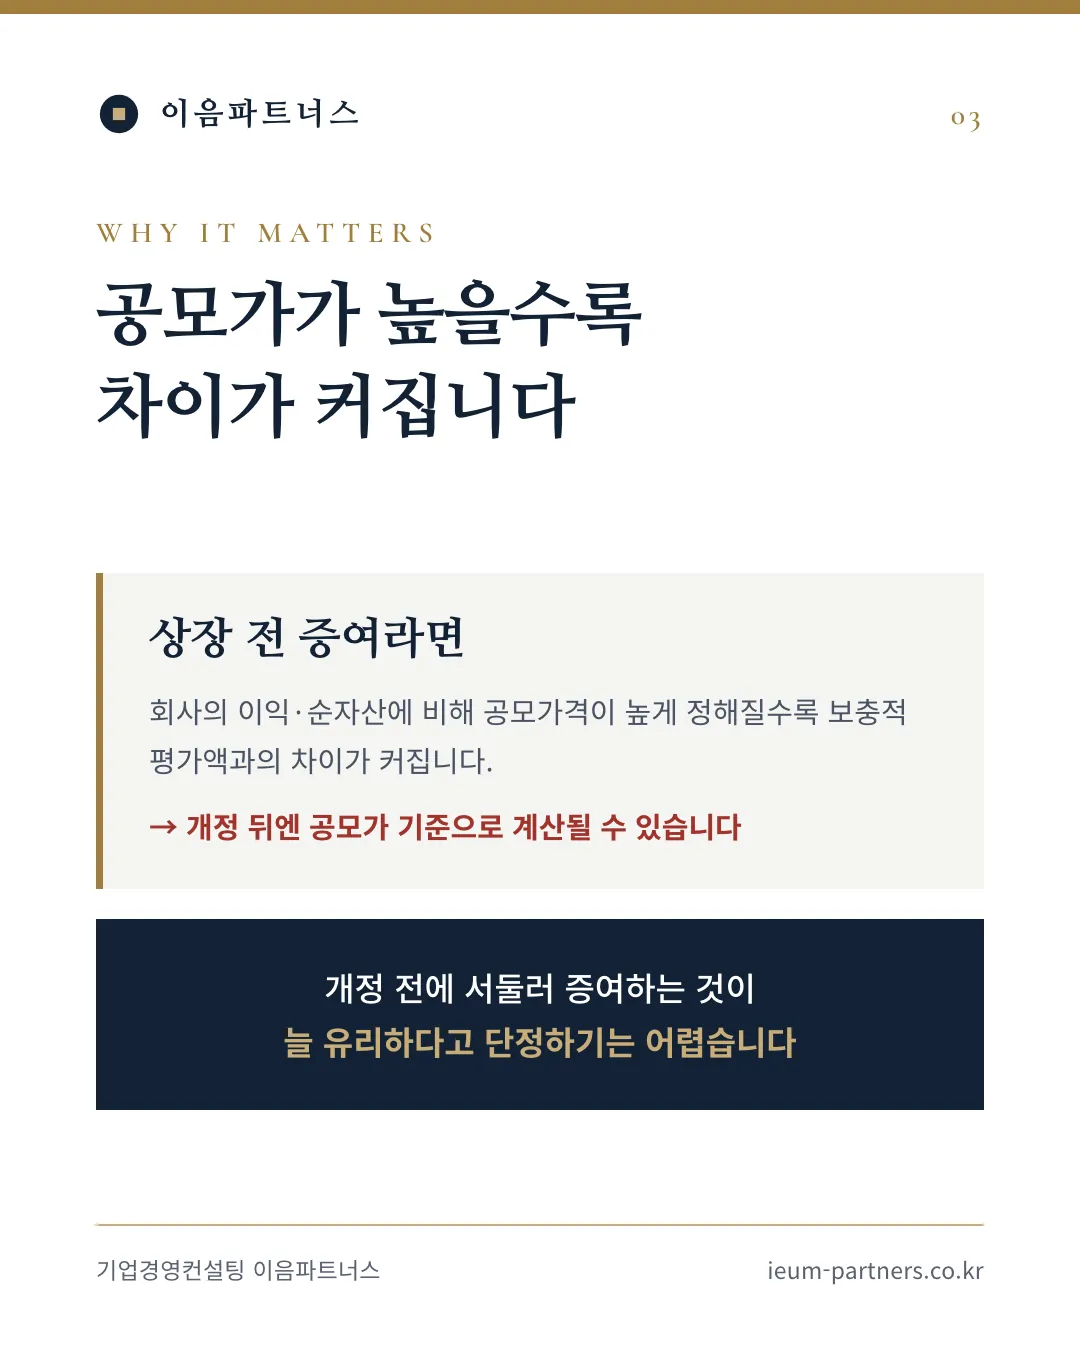 이음파트너스
03
WHY IT MATTERS
공모가가 높을수록
차이가 커집니다
상장 전 증여라면
회사의 이익·순자산에 비해 공모가격이 높게 정해질수록 보충적
평가액과의 차이가 커집니다.
→ 개정 뒤엔 공모가 기준으로 계산될 수 있습니다
개정 전에 서둘러 증여하는 것이
늘 유리하다고 단정하기는 어렵습니다
기업경영컨설팅 이음파트너스
ieum-partners.co.kr